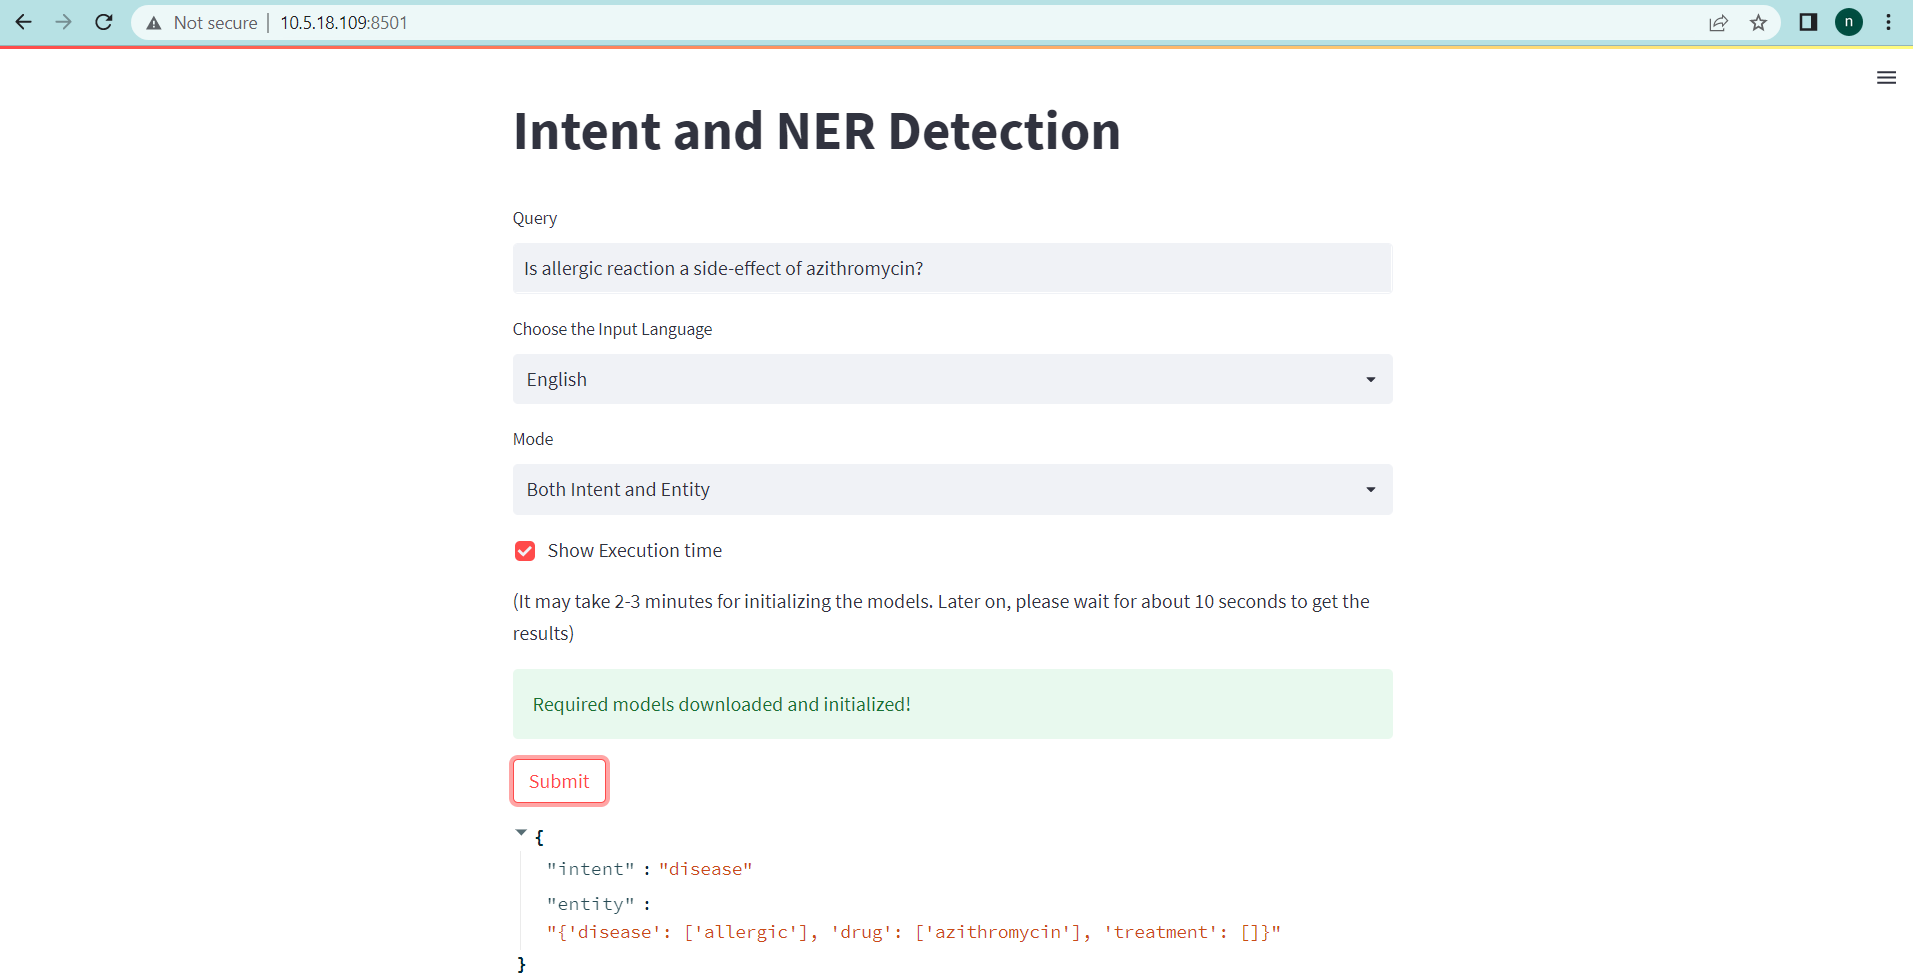 Not secure | 10.5.18.109:8501
n
Intent and NER Detection
Query
Is allergic reaction a side-effect of azithromycin?
Choose the Input Language
English
Mode
Both Intent and Entity
Show Execution time
(It may take 2-3 minutes for initializing the models. Later on, please wait for about 10 seconds to get the
results)
Required models downloaded and initialized!
Submit
{
"intent" : "disease"
"entity" :
"{'disease': ['allergic'], 'drug': ['azithromycin'], 'treatment': []}"
}